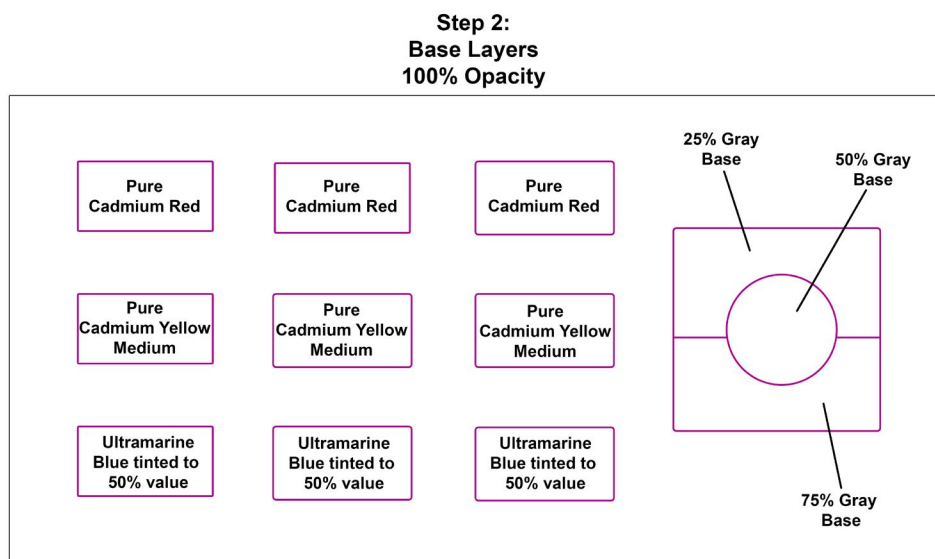 Step 2:
Base Layers
100% Opacity
Pure
Cadmium Red
Pure
Cadmium Red
Pure
Cadmium Red
25% Gray
Base
50% Gray
Base
Pure
Cadmium Yellow
Medium
Pure
Cadmium Yellow
Medium
Pure
Cadmium Yellow
Medium
Ultramarine
Blue tinted to
50% value
Ultramarine
Blue tinted to
50% value
Ultramarine
Blue tinted to
50% value
75% Gray
Base